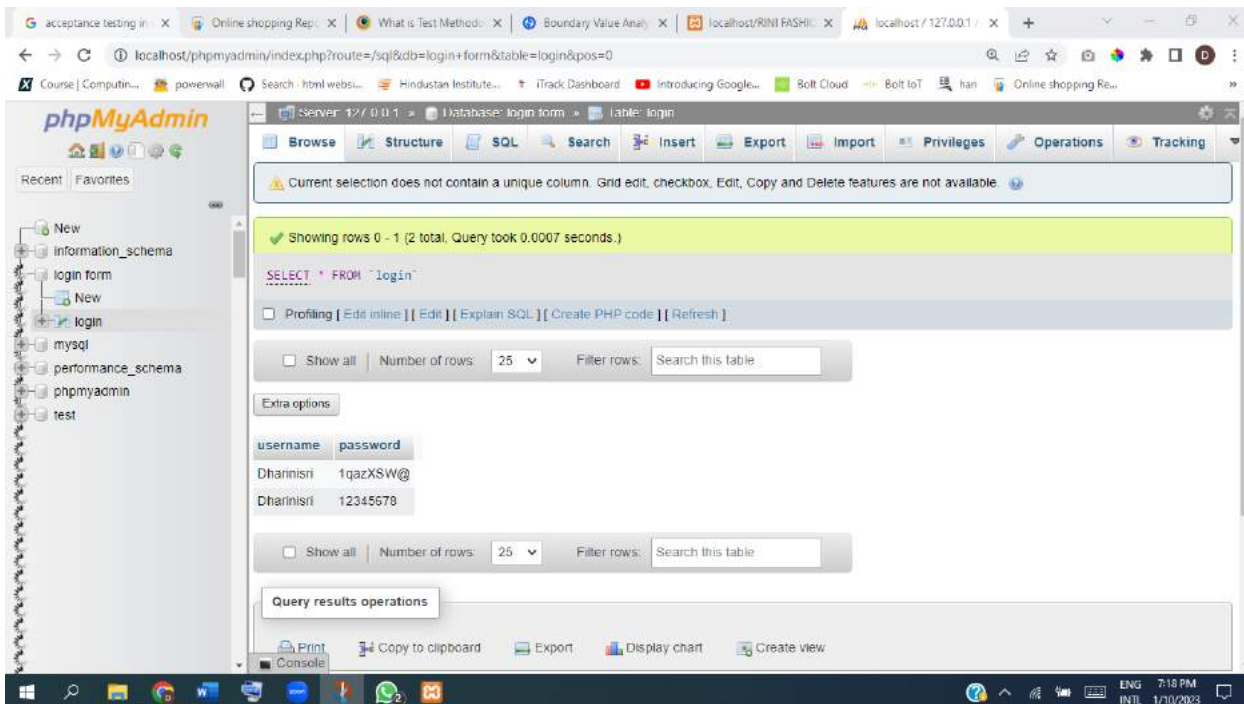 acceptance testing in
Online shopping Repo
What is Test Methodo
Boundary Value Analy
localhost/RINI FASHIO
localhost / 127.0.0.1 /
localhost/phpmyadmin/index.php?route=/sql&db=login+form&table=login&pos=0
D
Course | Computin...
powerwall
Search - html websi...
Hindustan Institute...
iTrack Dashboard
Introducing Google...
Bolt Cloud
Bolt IoT
han
Online shopping Re...
phpMyAdmin
Recent Favorites
New
information_schema
login form
New
login
mysql
performance_schema
phpmyadmin
test
Server: 127.0.0.1 » Database: login form » Table: login
Browse Structure SQL Search Insert Export Import Privileges Operations Tracking
Current selection does not contain a unique column. Grid edit, checkbox, Edit, Copy and Delete features are not available.
Showing rows 0 - 1 (2 total, Query took 0.0007 seconds.)
SELECT * FROM `login`
Profiling [ Edit inline ] [ Edit ] [ Explain SQL ] [ Create PHP code ] [ Refresh ]
Show all | Number of rows: 25 Filter rows: Search this table
Extra options
username password
Dharinisri 1qazXSW@
Dharinisri 12345678
Show all | Number of rows: 25 Filter rows: Search this table
Query results operations
Print Copy to clipboard Export Display chart Create view
Console
ENG 7:18 PM
INTL 1/10/2023